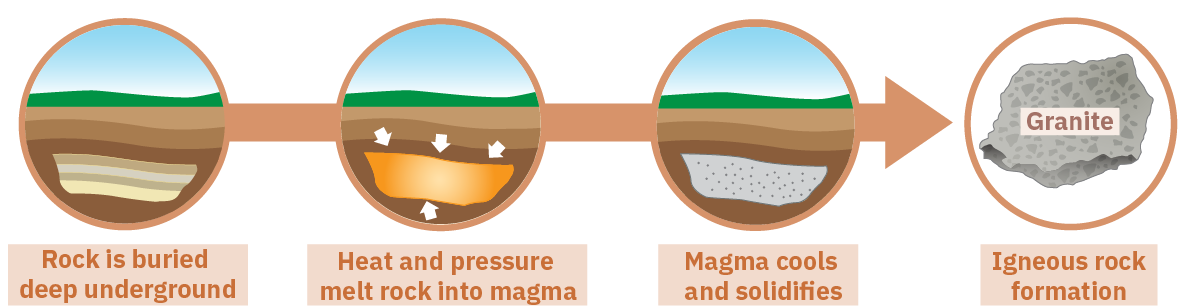 Granite
Rock is buried
deep underground
Heat and pressure
melt rock into magma
Magma cools
and solidifies
Igneous rock
formation